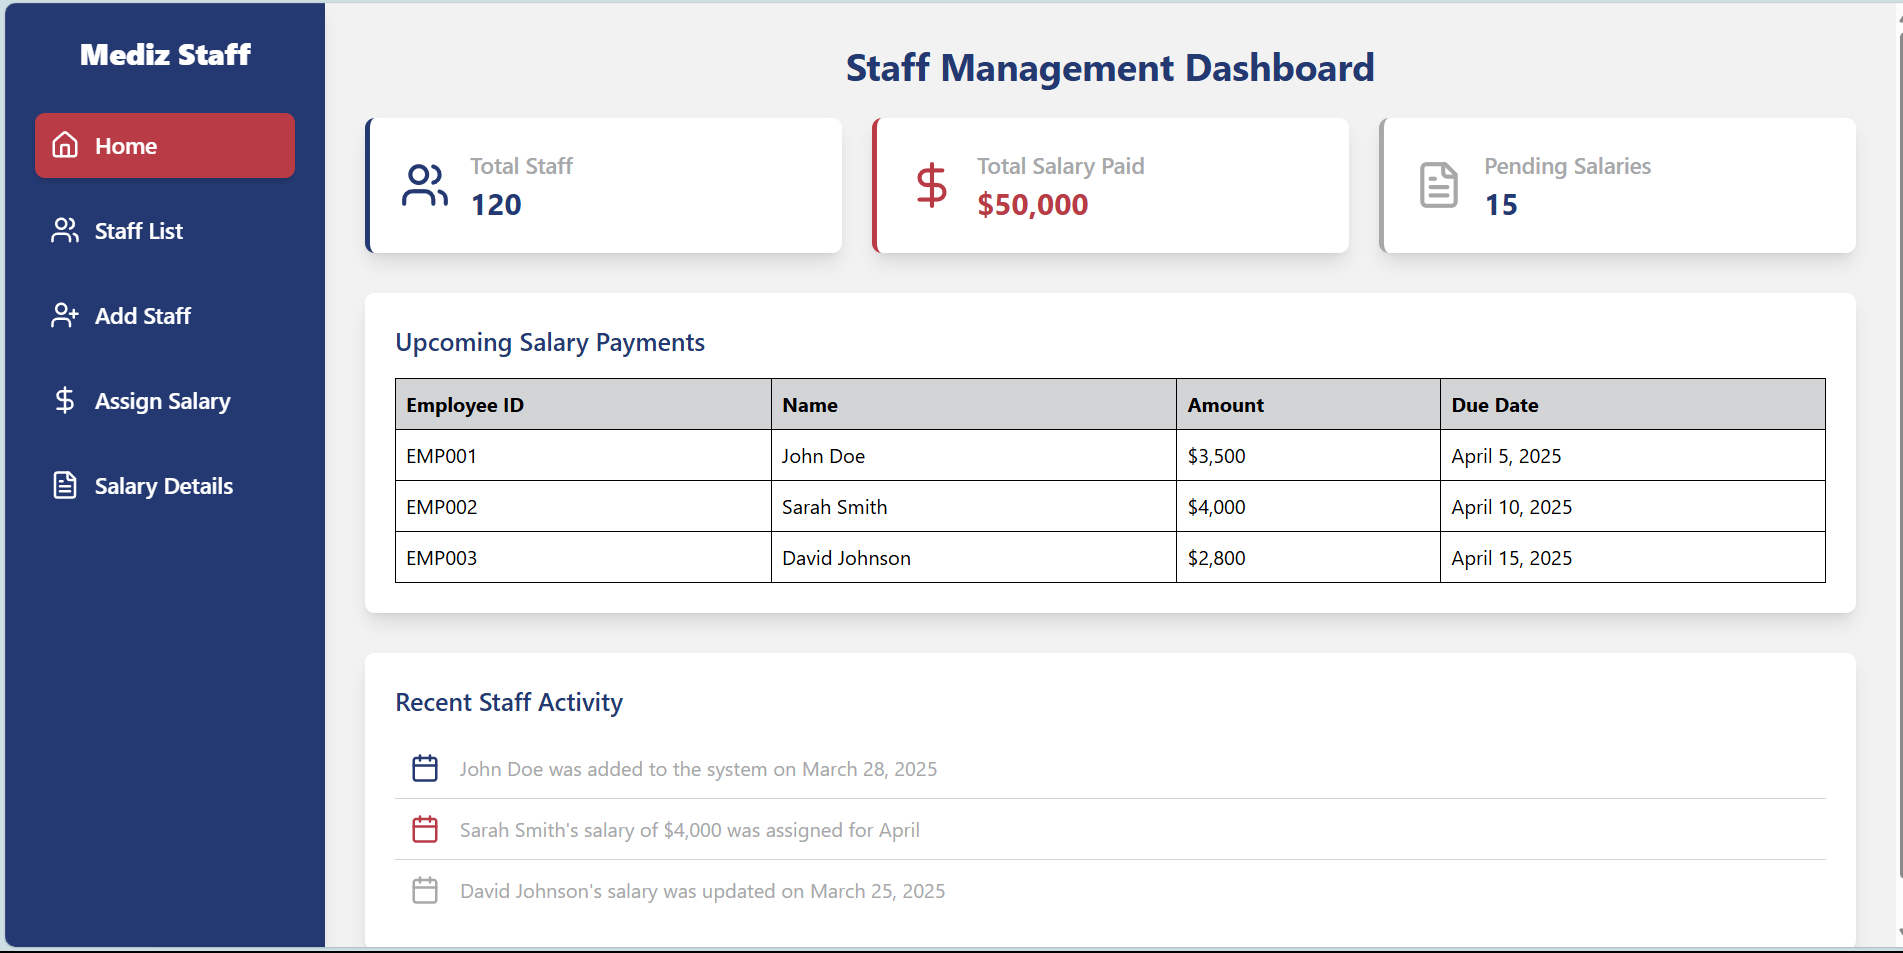 Mediz Staff
Home
Staff List
Add Staff
Assign Salary
Salary Details
Staff Management Dashboard
Total Staff
120
Total Salary Paid
$50,000
Pending Salaries
15
Upcoming Salary Payments
Employee ID Name Amount Due Date
EMP001 John Doe $3,500 April 5, 2025
EMP002 Sarah Smith $4,000 April 10, 2025
EMP003 David Johnson $2,800 April 15, 2025
Recent Staff Activity
John Doe was added to the system on March 28, 2025
Sarah Smith's salary of $4,000 was assigned for April
David Johnson's salary was updated on March 25, 2025